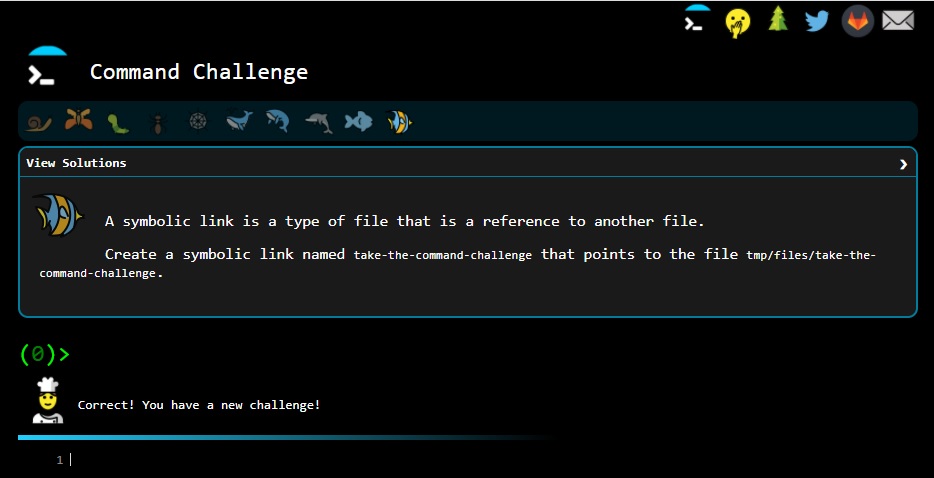 Command Challenge
View Solutions
A symbolic link is a type of file that is a reference to another file.
Create a symbolic link named take-the-command-challenge that points to the file tmp/files/take-the-
command-challenge.
(0)>
Correct! You have a new challenge!
1